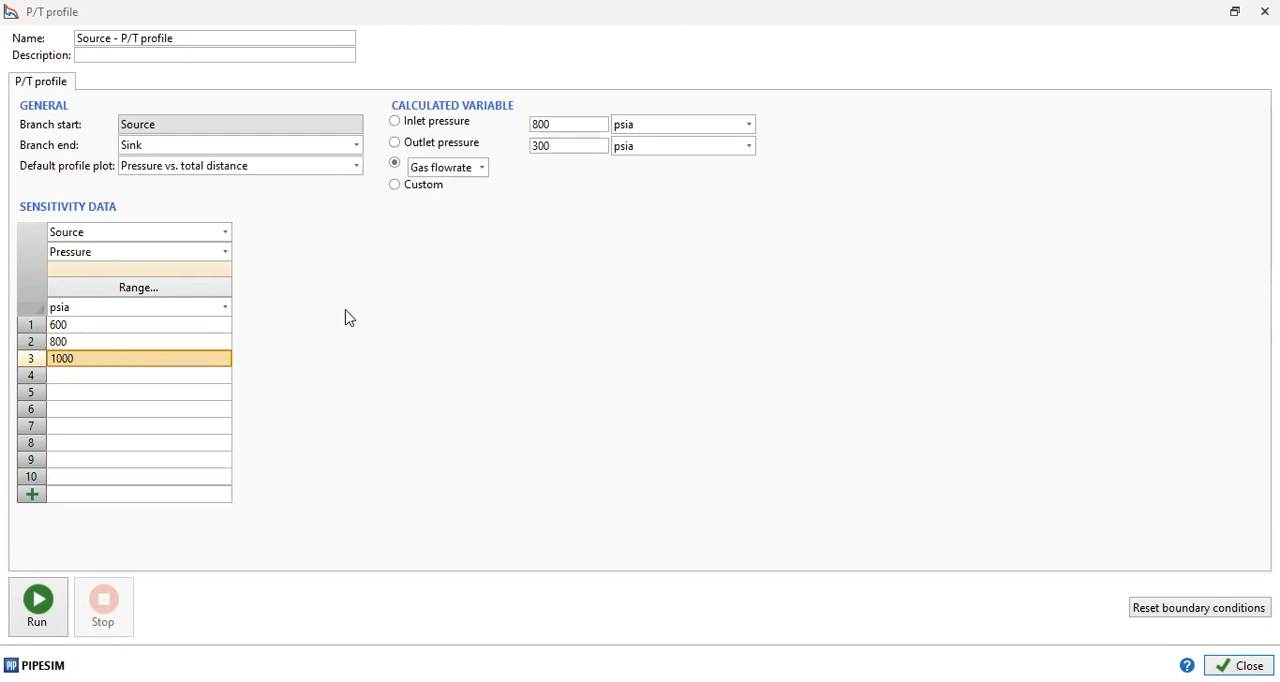 P/T profile
Name: Source - P/T profile
Description:
P/T profile
GENERAL
Branch start: Source
Branch end: Sink
Default profile plot: Pressure vs. total distance
CALCULATED VARIABLE
Inlet pressure 800 psia
Outlet pressure 300 psia
Gas flowrate
Custom
SENSITIVITY DATA
Source
Pressure
Range...
psia
1 600
2 800
3 1000
4
5
6
7
8
9
10
Run
Stop
Reset boundary conditions
PIP PIPESIM
? Close